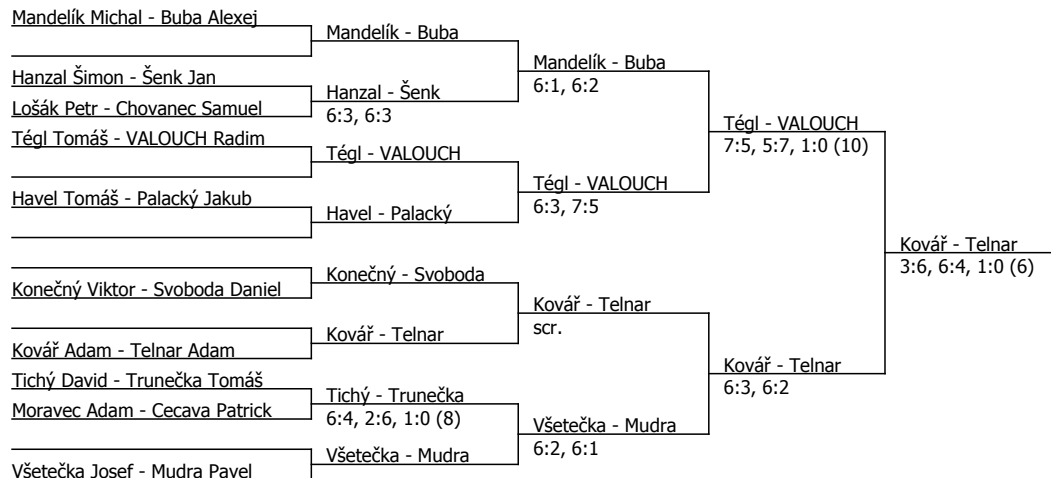 Mandelík Michal - Buba Alexej
Hanzal Šimon - Šenk Jan
Lošák Petr - Chovanec Samuel
Tégl Tomáš - VALOUCH Radim
Havel Tomáš - Palacký Jakub
Konečný Viktor - Svoboda Daniel
Kovář Adam - Telnar Adam
Tichý David - Trunečka Tomáš
Moravec Adam - Cecava Patrick
Všetečka Josef - Mudra Pavel
Mandelík - Buba
Hanzal - Šenk
6:3, 6:3
Tégl - VALOUCH
Havel - Palacký
Konečný - Svoboda
Kovář - Telnar
Tichý - Trunečka
6:4, 2:6, 1:0 (8)
Všetečka - Mudra
Mandelík - Buba
6:1, 6:2
Tégl - VALOUCH
6:3, 7:5
Kovář - Telnar
scr.
Všetečka - Mudra
6:2, 6:1
Tégl - VALOUCH
7:5, 5:7, 1:0 (10)
Kovář - Telnar
6:3, 6:2
Kovář - Telnar
3:6, 6:4, 1:0 (6)